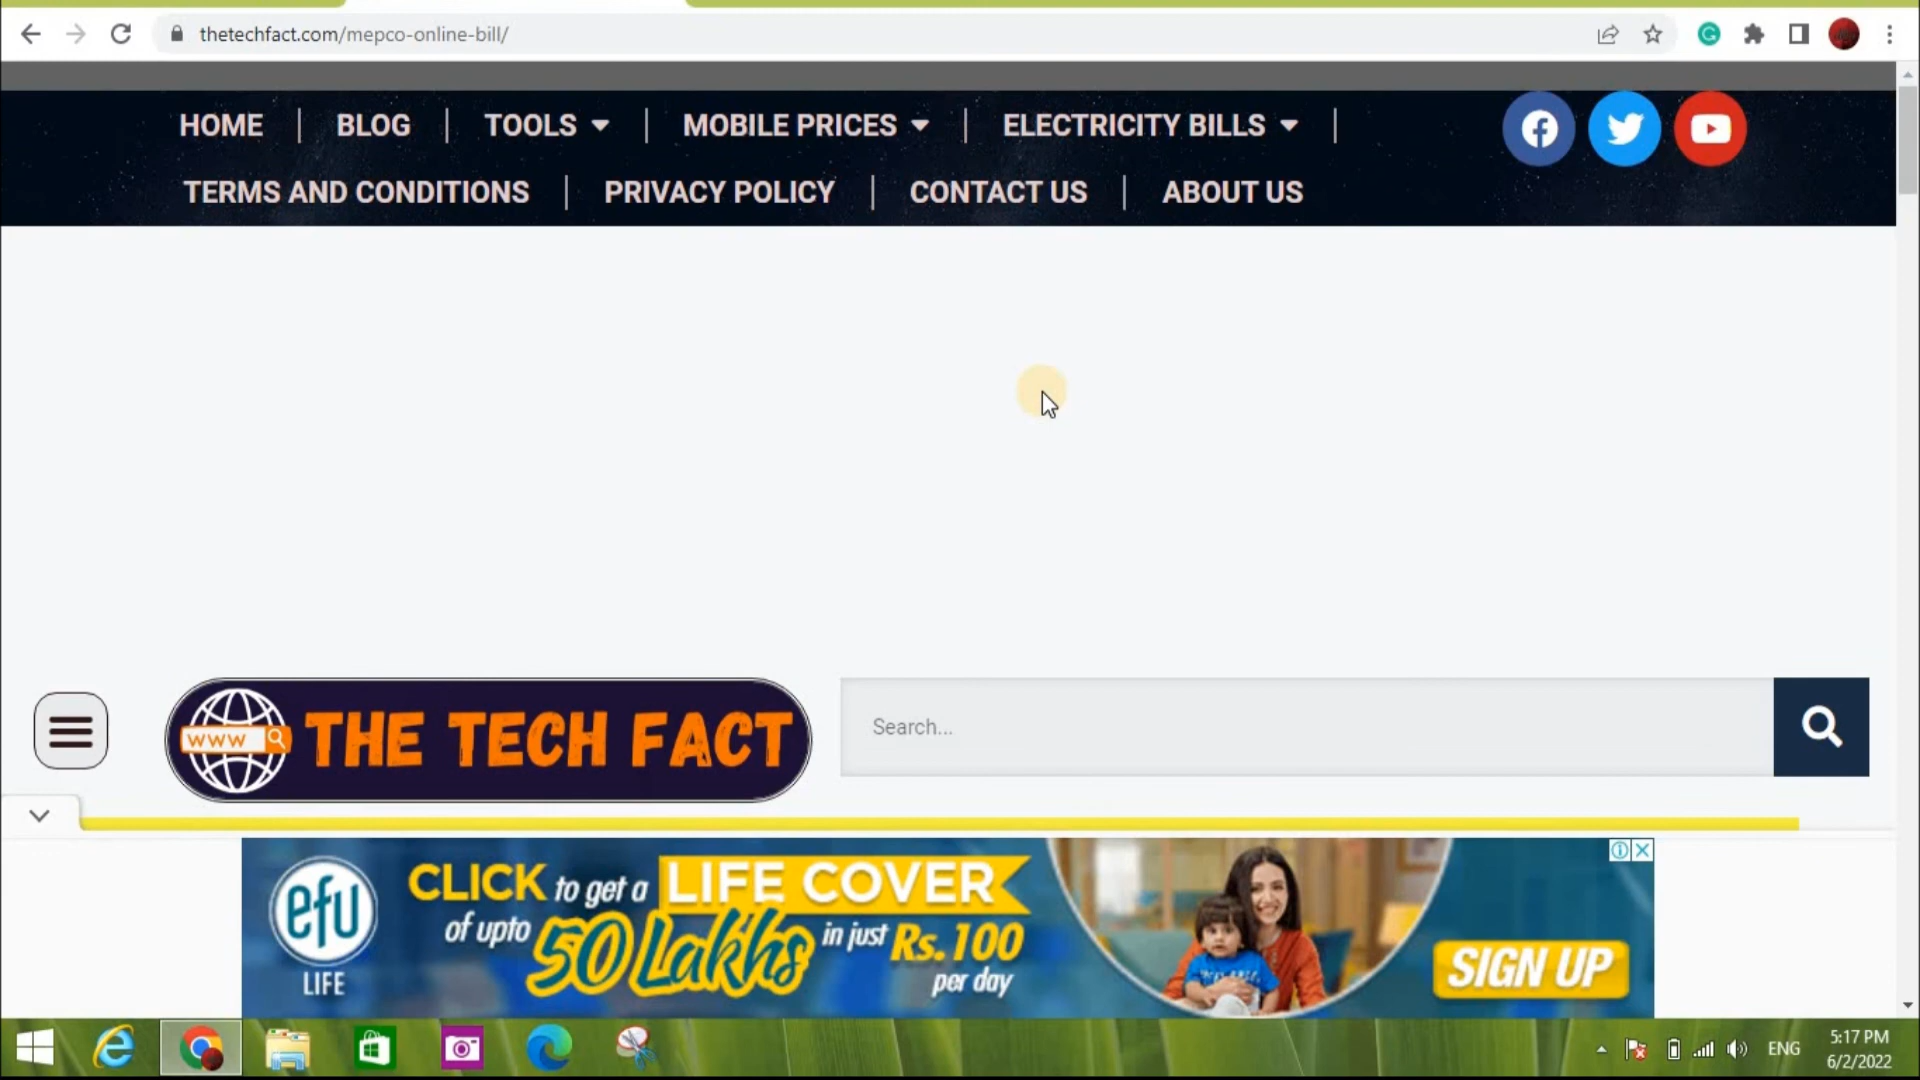 thetechfact.com/mepco-online-bill/
HOME | BLOG | TOOLS | MOBILE PRICES | ELECTRICITY BILLS |
TERMS AND CONDITIONS | PRIVACY POLICY | CONTACT US | ABOUT US
www THE TECH FACT
Search...
efu
LIFE
CLICK to get a LIFE COVER
of upto 50 Lakhs in just Rs. 100
per day
SIGN UP
ENG
5:17 PM
6/2/2022